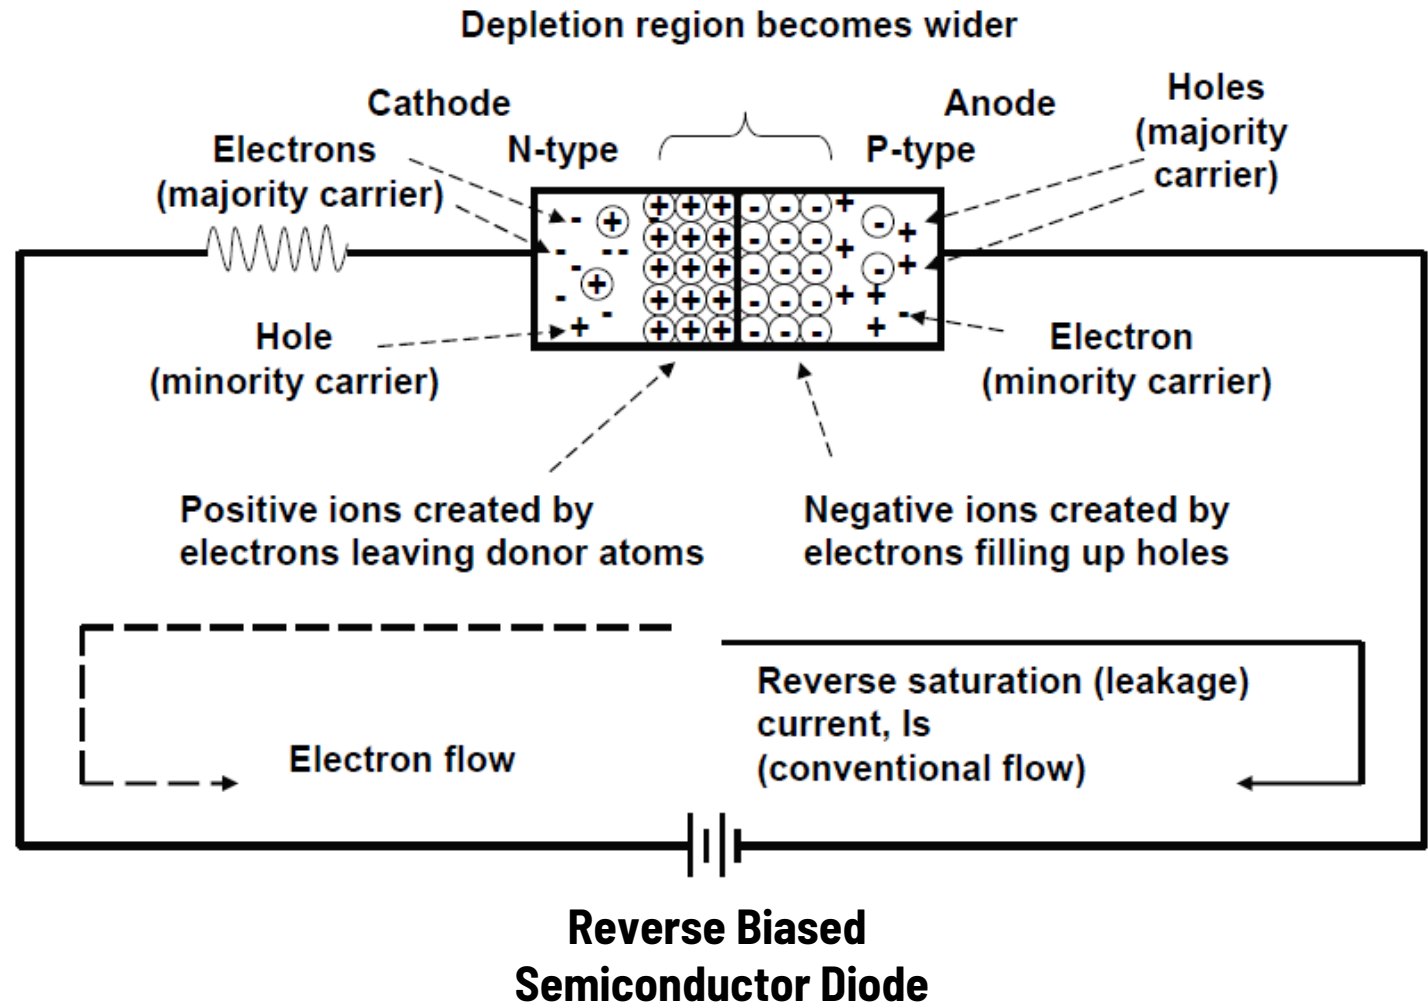 Depletion region becomes wider
Cathode
Anode
Holes
(majority
carrier)
Electrons
(majority carrier)
N-type
P-type
Hole
(minority carrier)
Electron
(minority carrier)
Positive ions created by
electrons leaving donor atoms
Negative ions created by
electrons filling up holes
Electron flow
Reverse saturation (leakage)
current, Is
(conventional flow)
Reverse Biased
Semiconductor Diode